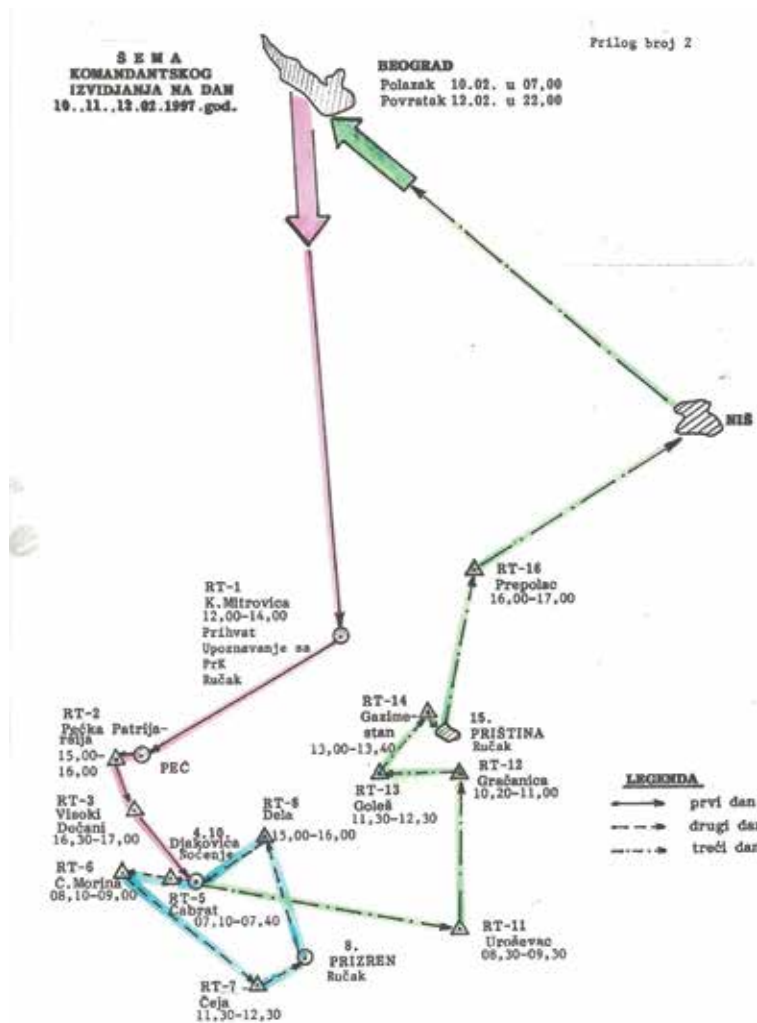 Prilog broj 2
Š E M A
KOMANDANTSKOG
IZVIDJANJA NA DAN
10.,11.,12.02.1997.god.
BEOGRAD
Polazak 10.02. u 07,00
Povratak 12.02. u 22,00
NIŠ
RT-16
Prepolac
16,00-17,00
RT-1
K.Mitrovica
12,00-14,00
Prihvat
Upoznavanje sa
PrK
Ručak
RT-14
Gazime-
stan
13,00-13,40
15.
PRIŠTINA
Ručak
RT-2
Pećka Patrija-
ršija
15,00-
16,00
PEĆ
RT-12
Gračanica
10,20-11,00
RT-13
Goleš
11,30-12,30
LEGENDA
prvi dan
drugi dan
treći dan
RT-3
Visoki
Dečani
16,30-17,00
RT-8
Dela
15,00-16,00
4.10.
Djakovica
Noćenje
RT-6
Ć.Morina
08,10-09,00
RT-5
Čabrat
07,10-07,40
RT-11
Uroševac
08,30-09,30
8.
PRIZREN
Ručak
RT-7
Čeja
11,30-12,30